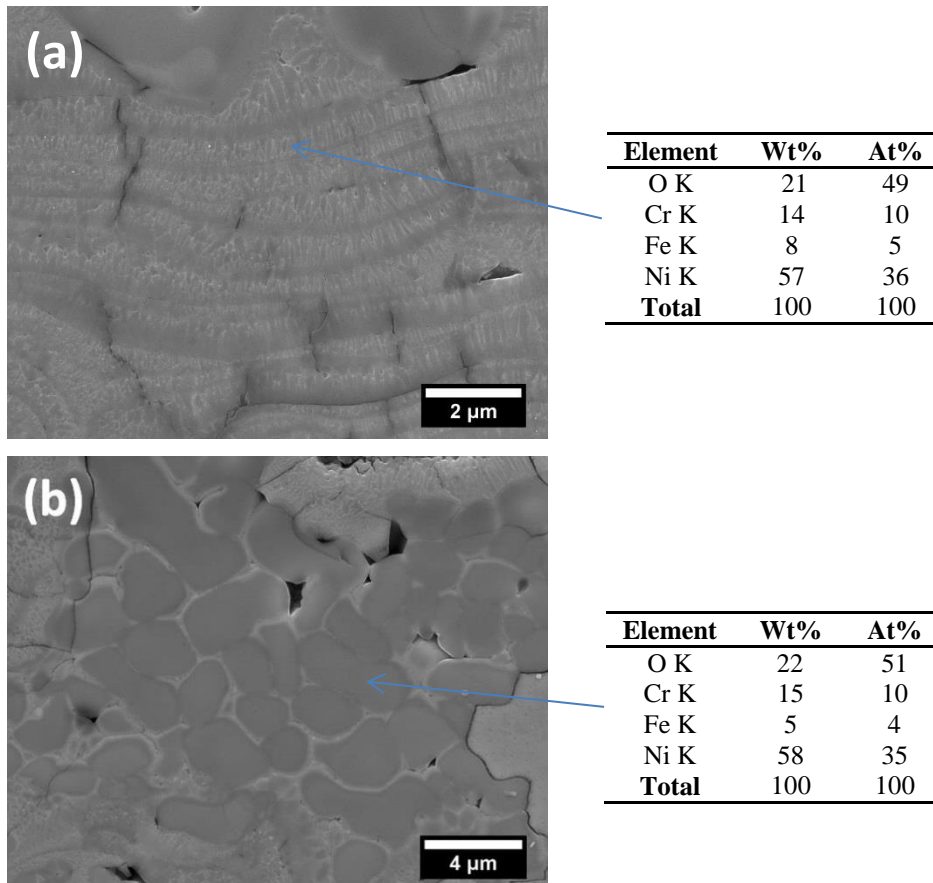 (a)
Element Wt% At%
O K 21 49
Cr K 14 10
Fe K 8 5
Ni K 57 36
Total 100 100
2 µm
(b)
Element Wt% At%
O K 22 51
Cr K 15 10
Fe K 5 4
Ni K 58 35
Total 100 100
4 µm